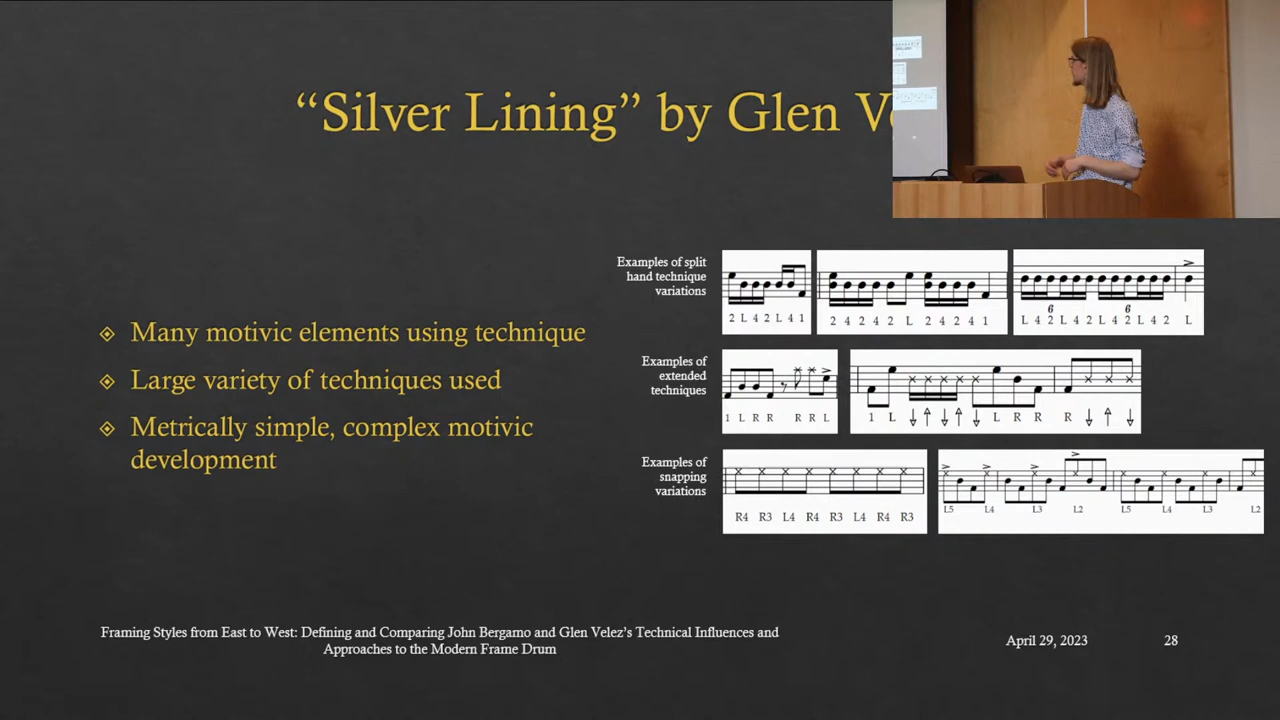 “Silver Lining” by Glen V
Many motivic elements using technique
Large variety of techniques used
Metrically simple, complex motivic
development
Examples of split
hand technique
variations
2 L 4 2 L 4 1
2 4 2 4 2 L 2 4 2 4 1
6 6
L 4 2 L 4 2 L 4 2 L 4 2 L
Examples of
extended
techniques
1 L R R R R L
1 L L R R R
Examples of
snapping
variations
R4 R3 L4 R4 R3 L4 R4 R3
L5 L4 L3 L2 L5 L4 L3 L2
Framing Styles from East to West: Defining and Comparing John Bergamo and Glen Velez’s Technical Influences and
Approaches to the Modern Frame Drum
April 29, 2023
28